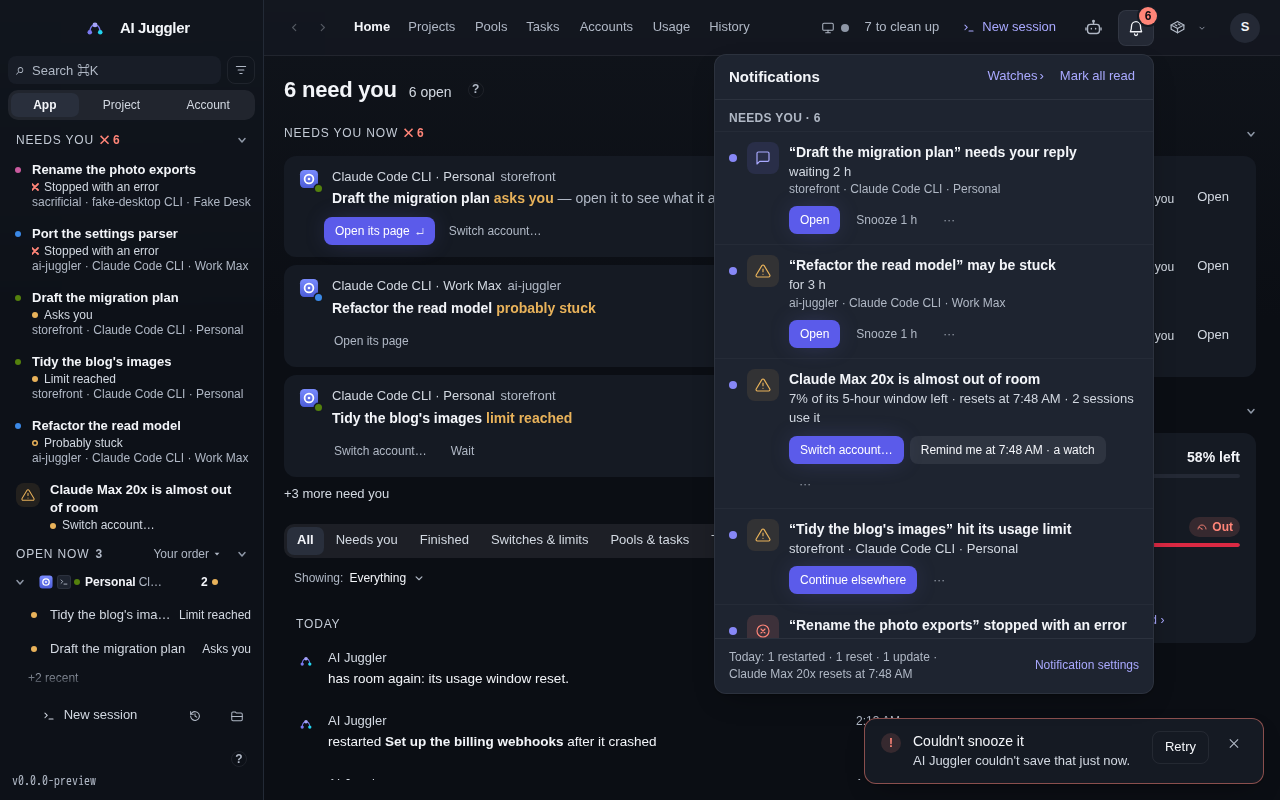 AI Juggler
Search ⌘K
App Project Account
NEEDS YOU 6
Rename the photo exports
Stopped with an error
sacrificial · fake-desktop CLI · Fake Desk
Port the settings parser
Stopped with an error
ai-juggler · Claude Code CLI · Work Max
Draft the migration plan
Asks you
storefront · Claude Code CLI · Personal
Tidy the blog's images
Limit reached
storefront · Claude Code CLI · Personal
Refactor the read model
Probably stuck
ai-juggler · Claude Code CLI · Work Max
Claude Max 20x is almost out
of room
Switch account…
OPEN NOW 3 Your order
Personal Cl… 2
Tidy the blog's ima… Limit reached
Draft the migration plan Asks you
+2 recent
New session
?
v0.0.0-preview
Home Projects Pools Tasks Accounts Usage History
7 to clean up New session 6 S
6 need you 6 open ?
NEEDS YOU NOW 6
Claude Code CLI · Personal storefront
Draft the migration plan asks you — open it to see what it a
Open its page Switch account…
Claude Code CLI · Work Max ai-juggler
Refactor the read model probably stuck
Open its page
Claude Code CLI · Personal storefront
Tidy the blog's images limit reached
Switch account… Wait
+3 more need you
All Needs you Finished Switches & limits Pools & tasks
Showing: Everything
TODAY
AI Juggler
has room again: its usage window reset.
AI Juggler
restarted Set up the billing webhooks after it crashed
you Open
you Open
you Open
58% left
Out
Notifications Watches › Mark all read
NEEDS YOU · 6
“Draft the migration plan” needs your reply
waiting 2 h
storefront · Claude Code CLI · Personal
Open Snooze 1 h ···
“Refactor the read model” may be stuck
for 3 h
ai-juggler · Claude Code CLI · Work Max
Open Snooze 1 h ···
Claude Max 20x is almost out of room
7% of its 5-hour window left · resets at 7:48 AM · 2 sessions
use it
Switch account… Remind me at 7:48 AM · a watch
···
“Tidy the blog's images” hit its usage limit
storefront · Claude Code CLI · Personal
Continue elsewhere ···
“Rename the photo exports” stopped with an error
Today: 1 restarted · 1 reset · 1 update ·
Claude Max 20x resets at 7:48 AM
Notification settings
! Couldn't snooze it
AI Juggler couldn't save that just now.
Retry